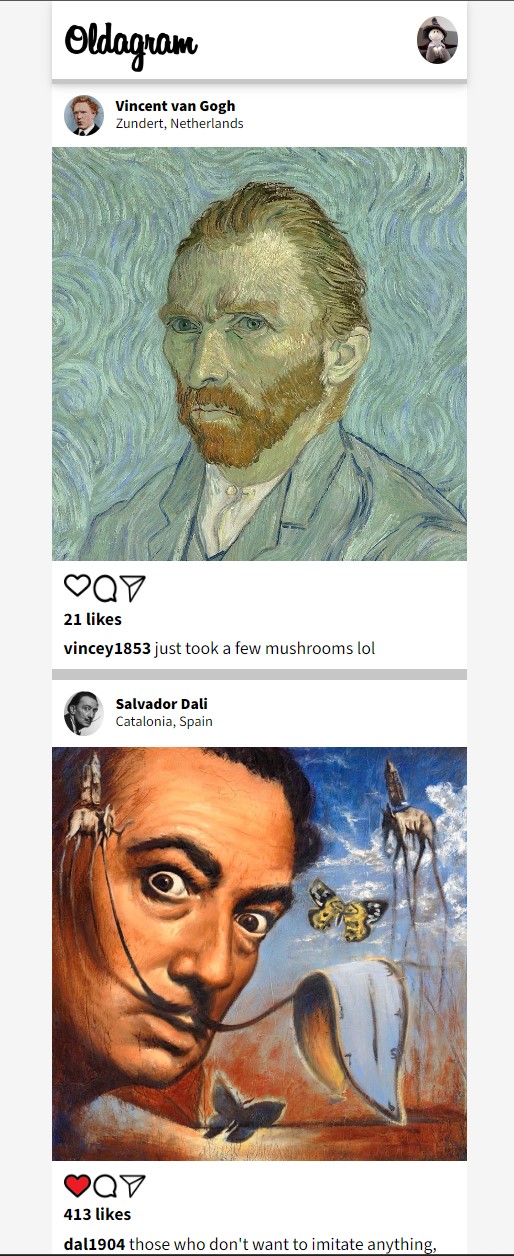 Oldagram
Vincent van Gogh
Zundert, Netherlands
21 likes
vincey1853 just took a few mushrooms lol
Salvador Dali
Catalonia, Spain
413 likes
dal1904 those who don't want to imitate anything,